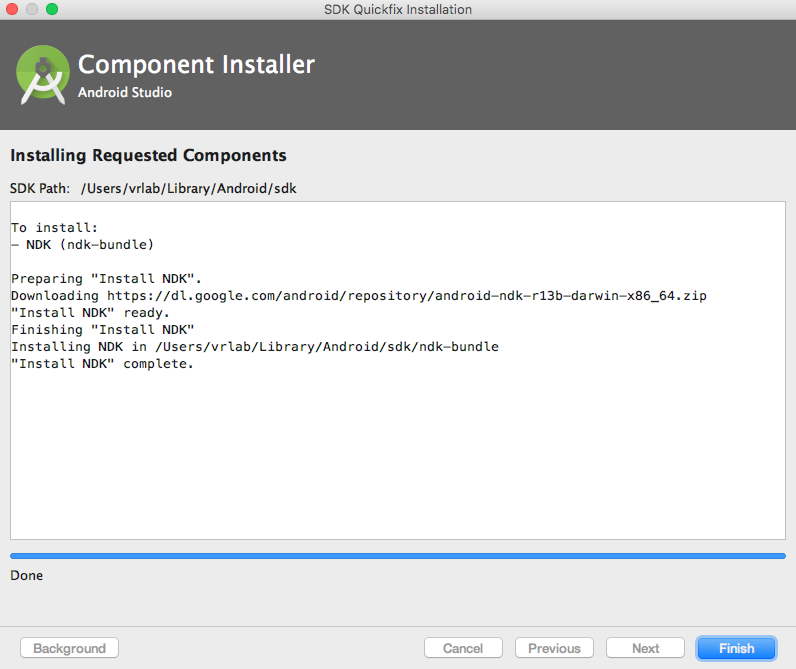 SDK Quickfix Installation
Component Installer
Android Studio
Installing Requested Components
SDK Path: /Users/vrlab/Library/Android/sdk
To install:
– NDK (ndk-bundle)
Preparing "Install NDK".
Downloading https://dl.google.com/android/repository/android-ndk-r13b-darwin-x86_64.zip
"Install NDK" ready.
Finishing "Install NDK"
Installing NDK in /Users/vrlab/Library/Android/sdk/ndk-bundle
"Install NDK" complete.
Done
Background Cancel Previous Next Finish